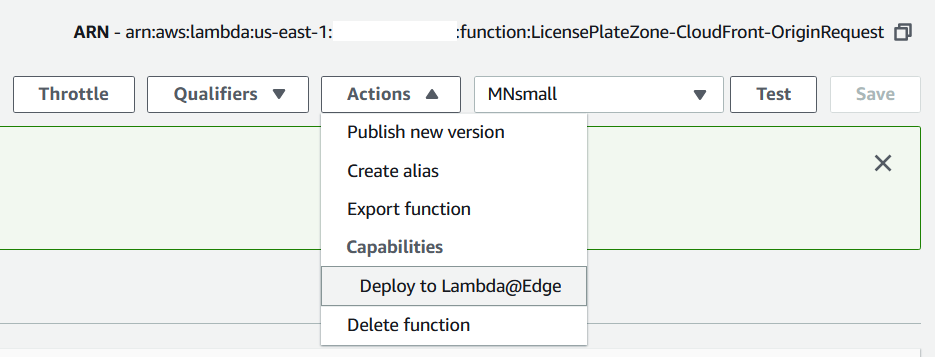 ARN - arn:aws:lambda:us-east-1: :function:LicensePlateZone-CloudFront-OriginRequest
Throttle Qualifiers Actions MNsmall Test Save
Publish new version
Create alias
Export function
Capabilities
Deploy to Lambda@Edge
Delete function